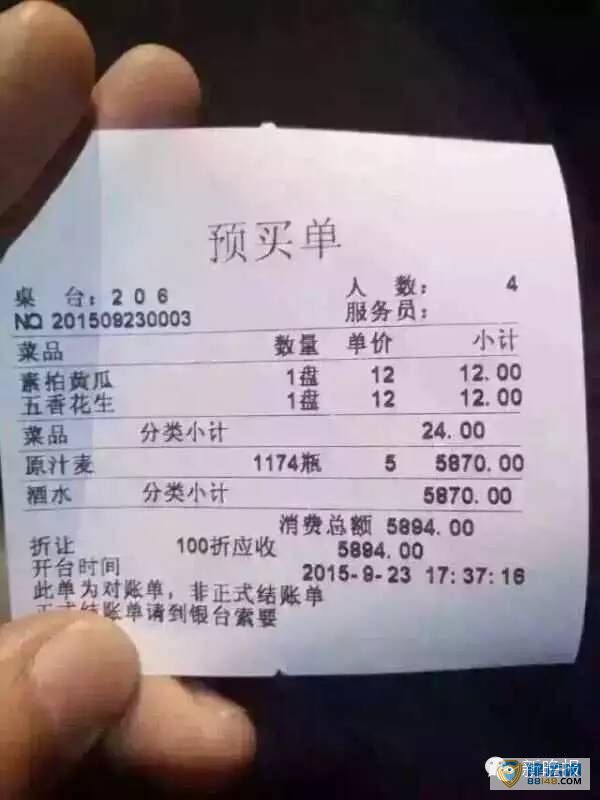 预买单
桌 台：206 人 数： 4
NO 201509230003 服务员：
菜品 数量 单价 小计
素拍黄瓜 1盘 12 12.00
五香花生 1盘 12 12.00
菜品 分类小计 24.00
原汁麦 1174瓶 5 5870.00
酒水 分类小计 5870.00
消费总额 5894.00
折让 100折应收 5894.00
开台时间 2015-9-23 17:37:16
此单为对账单，非正式结账单
正式结账单请到银台索要
新晚报
88148.com